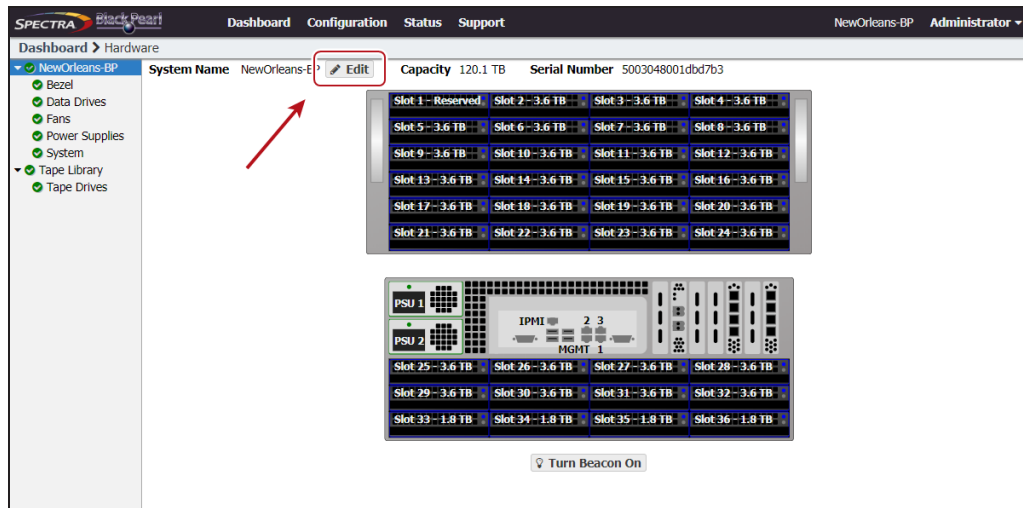 SPECTRA BlackPearl Dashboard Configuration Status Support NewOrleans-BP Administrator
Dashboard > Hardware
NewOrleans-BP
Bezel
Data Drives
Fans
Power Supplies
System
Tape Library
Tape Drives
System Name NewOrleans-BP Edit Capacity 120.1 TB Serial Number 5003048001dbd7b3
Slot 1 - Reserved Slot 2 - 3.6 TB Slot 3 - 3.6 TB Slot 4 - 3.6 TB
Slot 5 - 3.6 TB Slot 6 - 3.6 TB Slot 7 - 3.6 TB Slot 8 - 3.6 TB
Slot 9 - 3.6 TB Slot 10 - 3.6 TB Slot 11 - 3.6 TB Slot 12 - 3.6 TB
Slot 13 - 3.6 TB Slot 14 - 3.6 TB Slot 15 - 3.6 TB Slot 16 - 3.6 TB
Slot 17 - 3.6 TB Slot 18 - 3.6 TB Slot 19 - 3.6 TB Slot 20 - 3.6 TB
Slot 21 - 3.6 TB Slot 22 - 3.6 TB Slot 23 - 3.6 TB Slot 24 - 3.6 TB
PSU 1
IPMI 2 3
PSU 2
MGMT 1
Slot 25 - 3.6 TB Slot 26 - 3.6 TB Slot 27 - 3.6 TB Slot 28 - 3.6 TB
Slot 29 - 3.6 TB Slot 30 - 3.6 TB Slot 31 - 3.6 TB Slot 32 - 3.6 TB
Slot 33 - 1.8 TB Slot 34 - 1.8 TB Slot 35 - 1.8 TB Slot 36 - 1.8 TB
Turn Beacon On